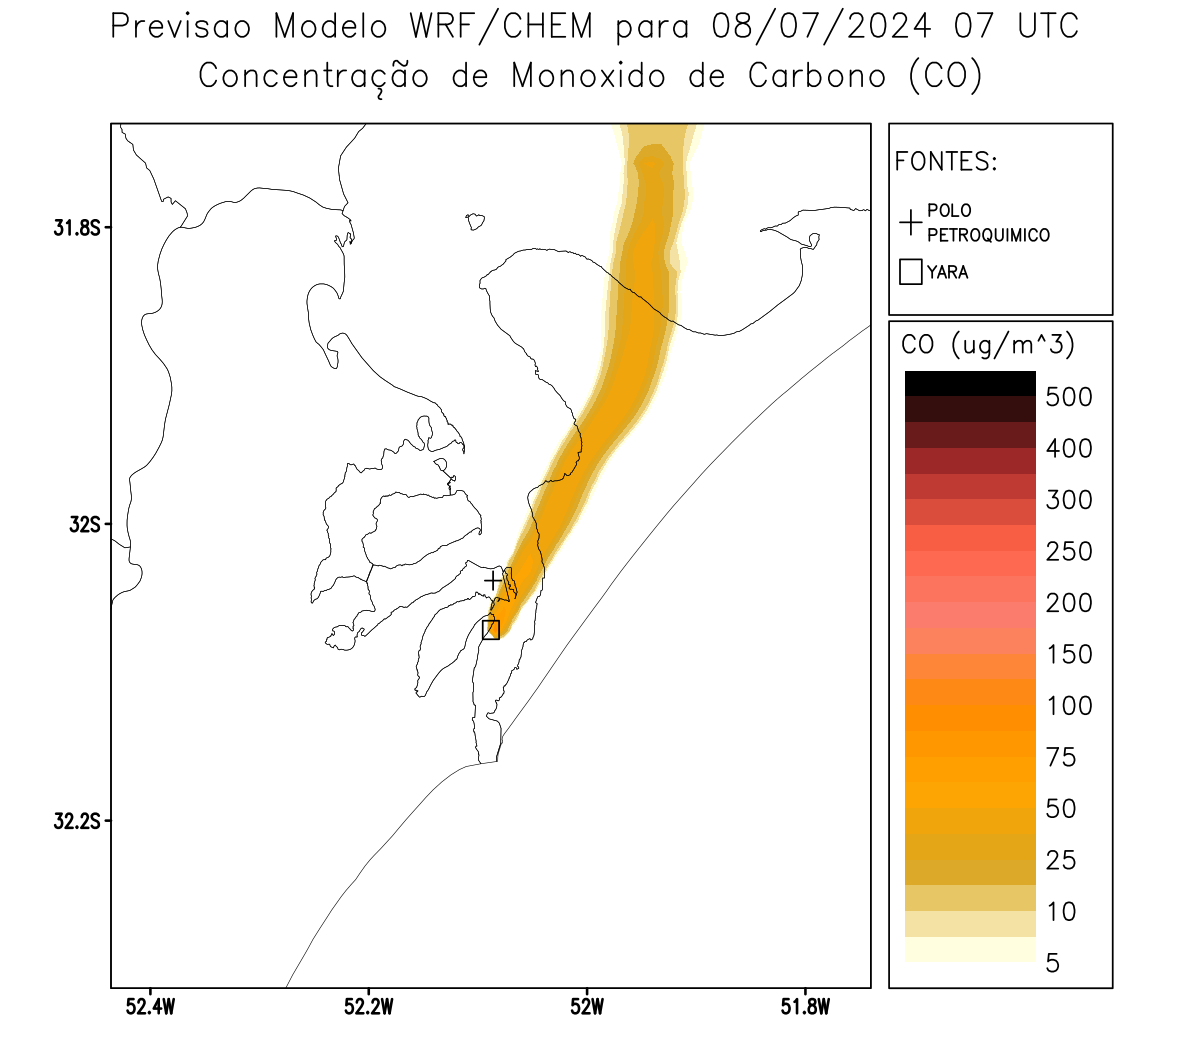 Previsao Modelo WRF/CHEM para 08/07/2024 07 UTC
Concentração de Monoxido de Carbono (CO)
FONTES:
POLO
PETROQUIMICO
YARA
31.8S
32S
32.2S
52.4W
52.2W
52W
51.8W
CO (ug/m^3)
500
400
300
250
200
150
100
75
50
25
10
5